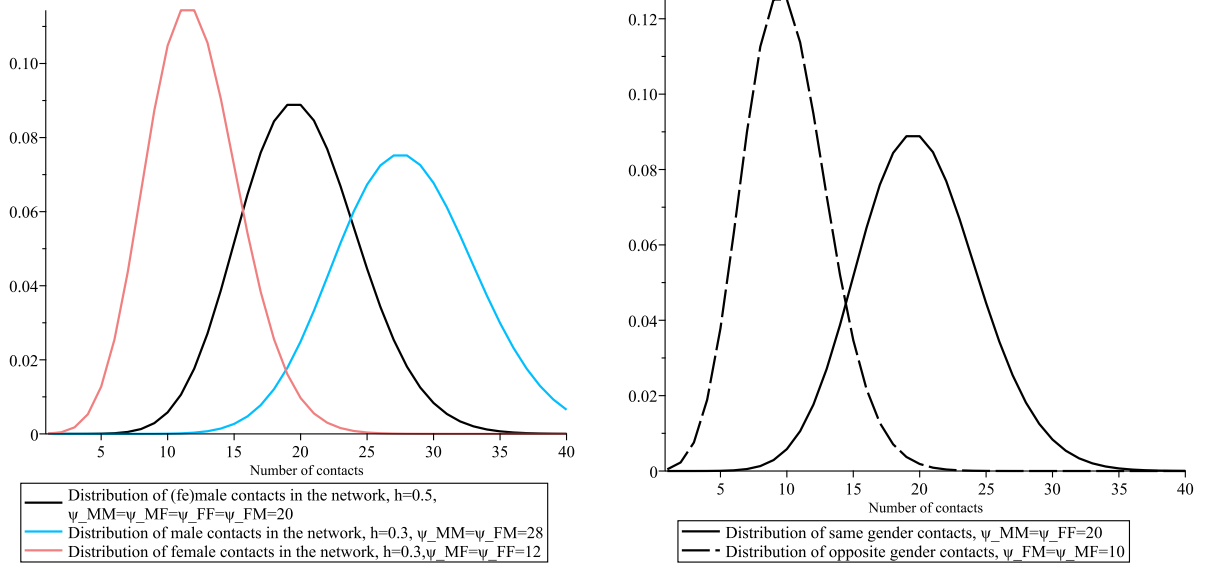 0.10
0.08
0.06
0.04
0.02
0
5 10 15 20 25 30 35 40
Number of contacts
Distribution of (fe)male contacts in the network, h=0.5,
ψ_MM=ψ_MF=ψ_FF=ψ_FM=20
Distribution of male contacts in the network, h=0.3, ψ_MM=ψ_FM=28
Distribution of female contacts in the network, h=0.3,ψ_MF=ψ_FF=12
0.12
0.10
0.08
0.06
0.04
0.02
0
5 10 15 20 25 30 35 40
Number of contacts
Distribution of same gender contacts, ψ_MM=ψ_FF=20
Distribution of opposite gender contacts, ψ_FM=ψ_MF=10